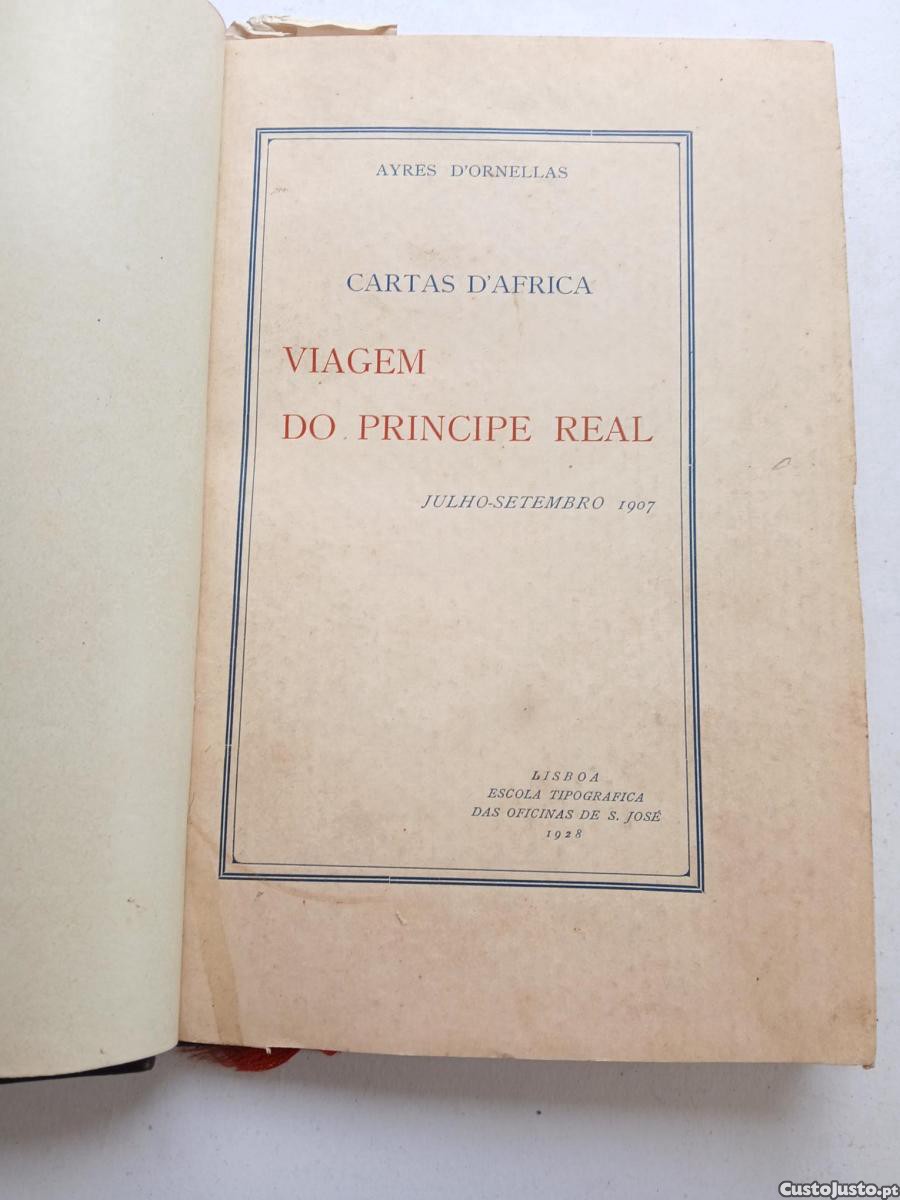 AYRES D'ORNELLAS
CARTAS D'AFRICA
VIAGEM
DO PRINCIPE REAL
JULHO-SETEMBRO 1907
LISBOA
ESCOLA TIPOGRAFICA
DAS OFICINAS DE S. JOSÉ
1928
CustoJusto.pt